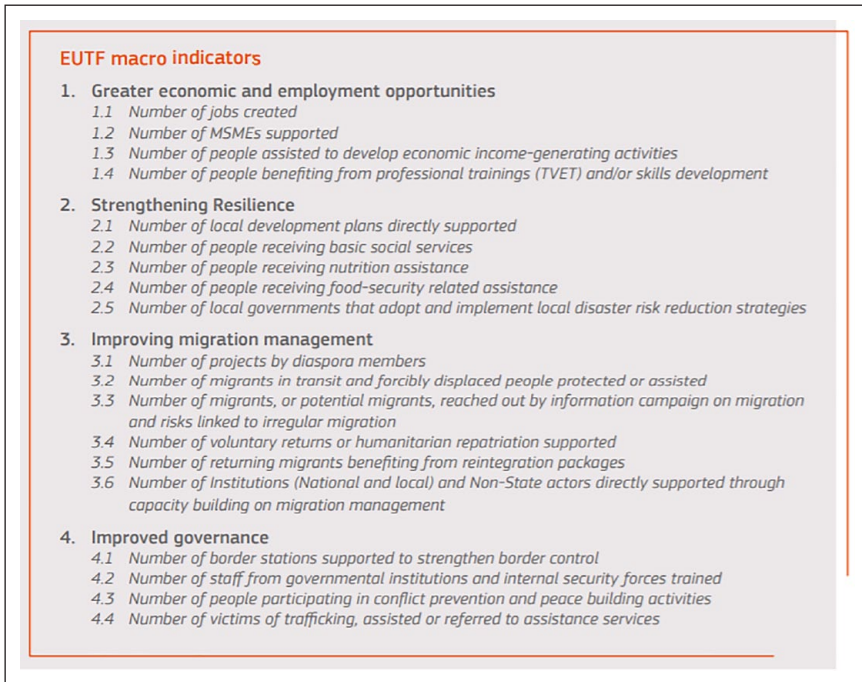 EUTF macro indicators
1. Greater economic and employment opportunities
1.1 Number of jobs created
1.2 Number of MSMEs supported
1.3 Number of people assisted to develop economic income-generating activities
1.4 Number of people benefiting from professional trainings (TVET) and/or skills development
2. Strengthening Resilience
2.1 Number of local development plans directly supported
2.2 Number of people receiving basic social services
2.3 Number of people receiving nutrition assistance
2.4 Number of people receiving food-security related assistance
2.5 Number of local governments that adopt and implement local disaster risk reduction strategies
3. Improving migration management
3.1 Number of projects by diaspora members
3.2 Number of migrants in transit and forcibly displaced people protected or assisted
3.3 Number of migrants, or potential migrants, reached out by information campaign on migration
and risks linked to irregular migration
3.4 Number of voluntary returns or humanitarian repatriation supported
3.5 Number of returning migrants benefiting from reintegration packages
3.6 Number of Institutions (National and local) and Non-State actors directly supported through
capacity building on migration management
4. Improved governance
4.1 Number of border stations supported to strengthen border control
4.2 Number of staff from governmental institutions and internal security forces trained
4.3 Number of people participating in conflict prevention and peace building activities
4.4 Number of victims of trafficking, assisted or referred to assistance services